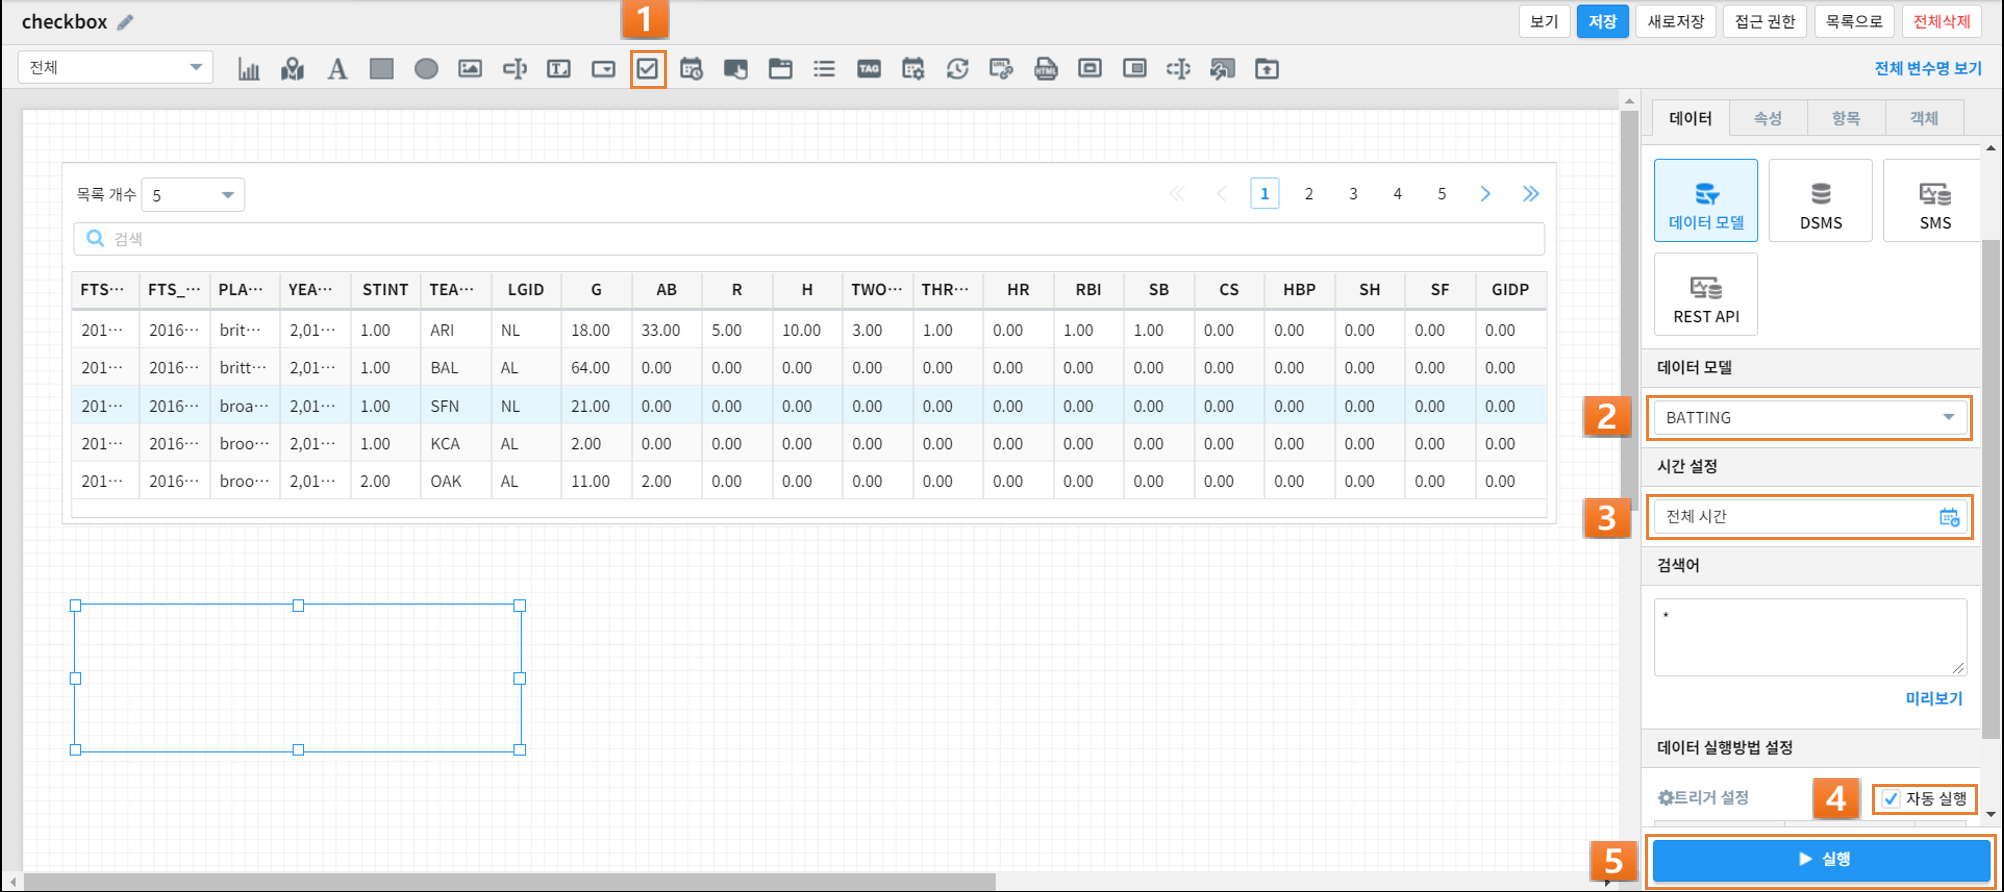 checkbox
1
보기
저장
새로저장
접근 권한
목록으로
전체삭제
전체
TAG
URL
HTML
전체 변수명 보기
데이터
속성
항목
객체
목록 개수
5
1 2 3 4 5
검색
데이터 모델
DSMS
SMS
REST API
FTS··· FTS_··· PLA··· YEA··· STINT TEA··· LGID G AB R H TWO··· THR··· HR RBI SB CS HBP SH SF GIDP
201··· 2016··· brit··· 2,01··· 1.00 ARI NL 18.00 33.00 5.00 10.00 3.00 1.00 0.00 1.00 1.00 0.00 0.00 0.00 0.00 0.00
201··· 2016··· britt··· 2,01··· 1.00 BAL AL 64.00 0.00 0.00 0.00 0.00 0.00 0.00 0.00 0.00 0.00 0.00 0.00 0.00 0.00
201··· 2016··· broa··· 2,01··· 1.00 SFN NL 21.00 0.00 0.00 0.00 0.00 0.00 0.00 0.00 0.00 0.00 0.00 0.00 0.00 0.00
201··· 2016··· broo··· 2,01··· 1.00 KCA AL 2.00 0.00 0.00 0.00 0.00 0.00 0.00 0.00 0.00 0.00 0.00 0.00 0.00 0.00
201··· 2016··· broo··· 2,01··· 2.00 OAK AL 11.00 2.00 0.00 0.00 0.00 0.00 0.00 0.00 0.00 0.00 0.00 0.00 0.00 0.00
데이터 모델
2
BATTING
시간 설정
3
전체 시간
검색어
*
미리보기
데이터 실행방법 설정
트리거 설정
4
자동 실행
5
실행